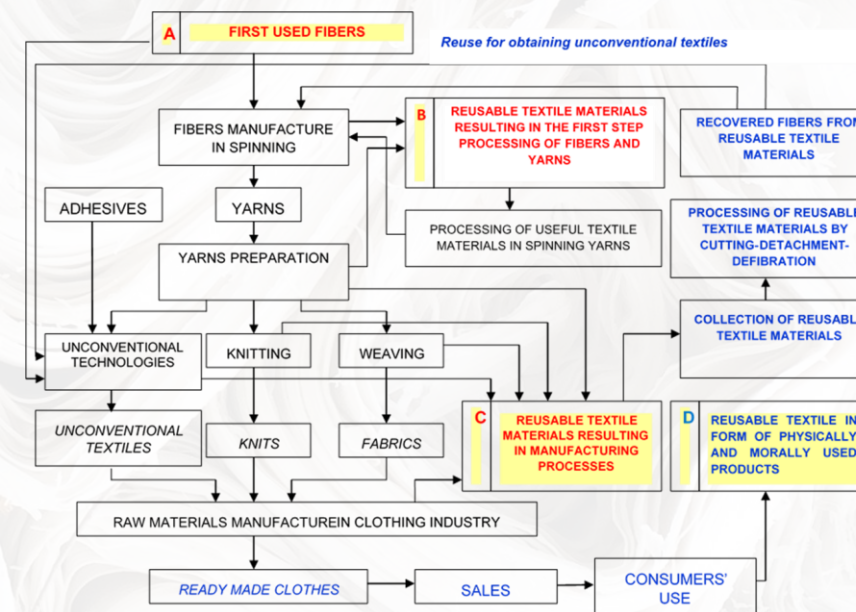 A
FIRST USED FIBERS
Reuse for obtaining unconventional textiles
FIBERS MANUFACTURE
IN SPINNING
B
REUSABLE TEXTILE MATERIALS
RESULTING IN THE FIRST STEP
PROCESSING OF FIBERS AND
YARNS
RECOVERED FIBERS FROM
REUSABLE TEXTILE
MATERIALS
ADHESIVES
YARNS
PROCESSING OF USEFUL TEXTILE
MATERIALS IN SPINNING YARNS
PROCESSING OF REUSABLE
TEXTILE MATERIALS BY
CUTTING-DETACHMENT-
DEFIBRATION
YARNS PREPARATION
UNCONVENTIONAL
TECHNOLOGIES
KNITTING
WEAVING
COLLECTION OF REUSABL
TEXTILE MATERIALS
UNCONVENTIONAL
TEXTILES
KNITS
FABRICS
C
REUSABLE TEXTILE
MATERIALS RESULTING
IN MANUFACTURING
PROCESSES
D
REUSABLE TEXTILE IN
FORM OF PHYSICALLY
AND MORALLY USED
PRODUCTS
RAW MATERIALS MANUFACTUREIN CLOTHING INDUSTRY
READY MADE CLOTHES
SALES
CONSUMERS'
USE